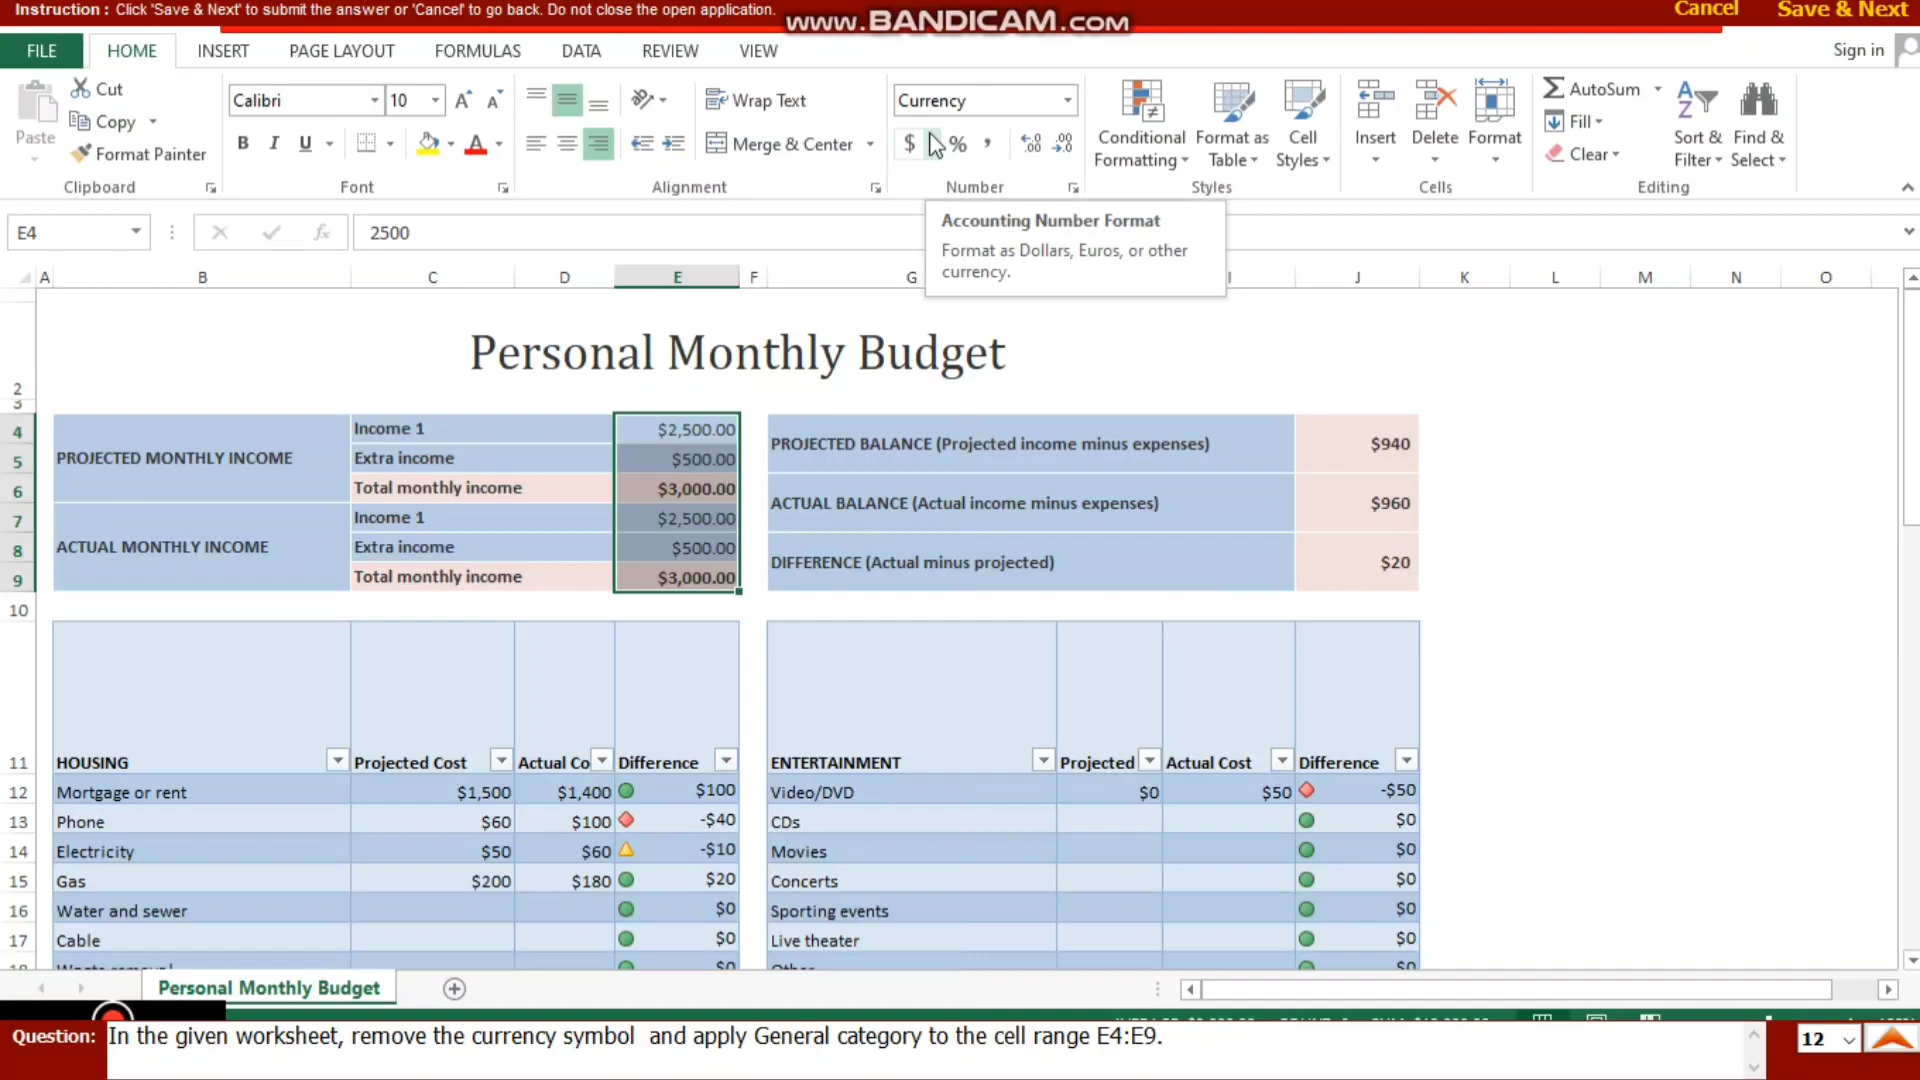 Instruction : Click 'Save & Next' to submit the answer or 'Cancel' to go back. Do not close the open application.
www.BANDICAM.com
Cancel Save & Next
FILE HOME INSERT PAGE LAYOUT FORMULAS DATA REVIEW VIEW Sign in
Paste
Cut
Copy
Format Painter
Clipboard
Calibri 10
B I U
Font
Wrap Text
Merge & Center
Alignment
Currency
$ % ,
Number
Conditional Formatting
Format as Table
Cell Styles
Styles
Insert
Delete
Format
Cells
AutoSum
Fill
Clear
Sort & Filter
Find & Select
Editing
E4 fx 2500
Accounting Number Format
Format as Dollars, Euros, or other
currency.
A B C D E F G J K L M N O
Personal Monthly Budget
2
3
4 PROJECTED MONTHLY INCOME Income 1 $2,500.00 PROJECTED BALANCE (Projected income minus expenses) $940
5 Extra income $500.00
6 Total monthly income $3,000.00 ACTUAL BALANCE (Actual income minus expenses) $960
7 ACTUAL MONTHLY INCOME Income 1 $2,500.00
8 Extra income $500.00 DIFFERENCE (Actual minus projected) $20
9 Total monthly income $3,000.00
10
11 HOUSING Projected Cost Actual Co Difference ENTERTAINMENT Projected Actual Cost Difference
12 Mortgage or rent $1,500 $1,400 $100 Video/DVD $0 $50 -$50
13 Phone $60 $100 -$40 CDs $0
14 Electricity $50 $60 -$10 Movies $0
15 Gas $200 $180 $20 Concerts $0
16 Water and sewer $0 Sporting events $0
17 Cable $0 Live theater $0
Personal Monthly Budget
Question: In the given worksheet, remove the currency symbol and apply General category to the cell range E4:E9.
12